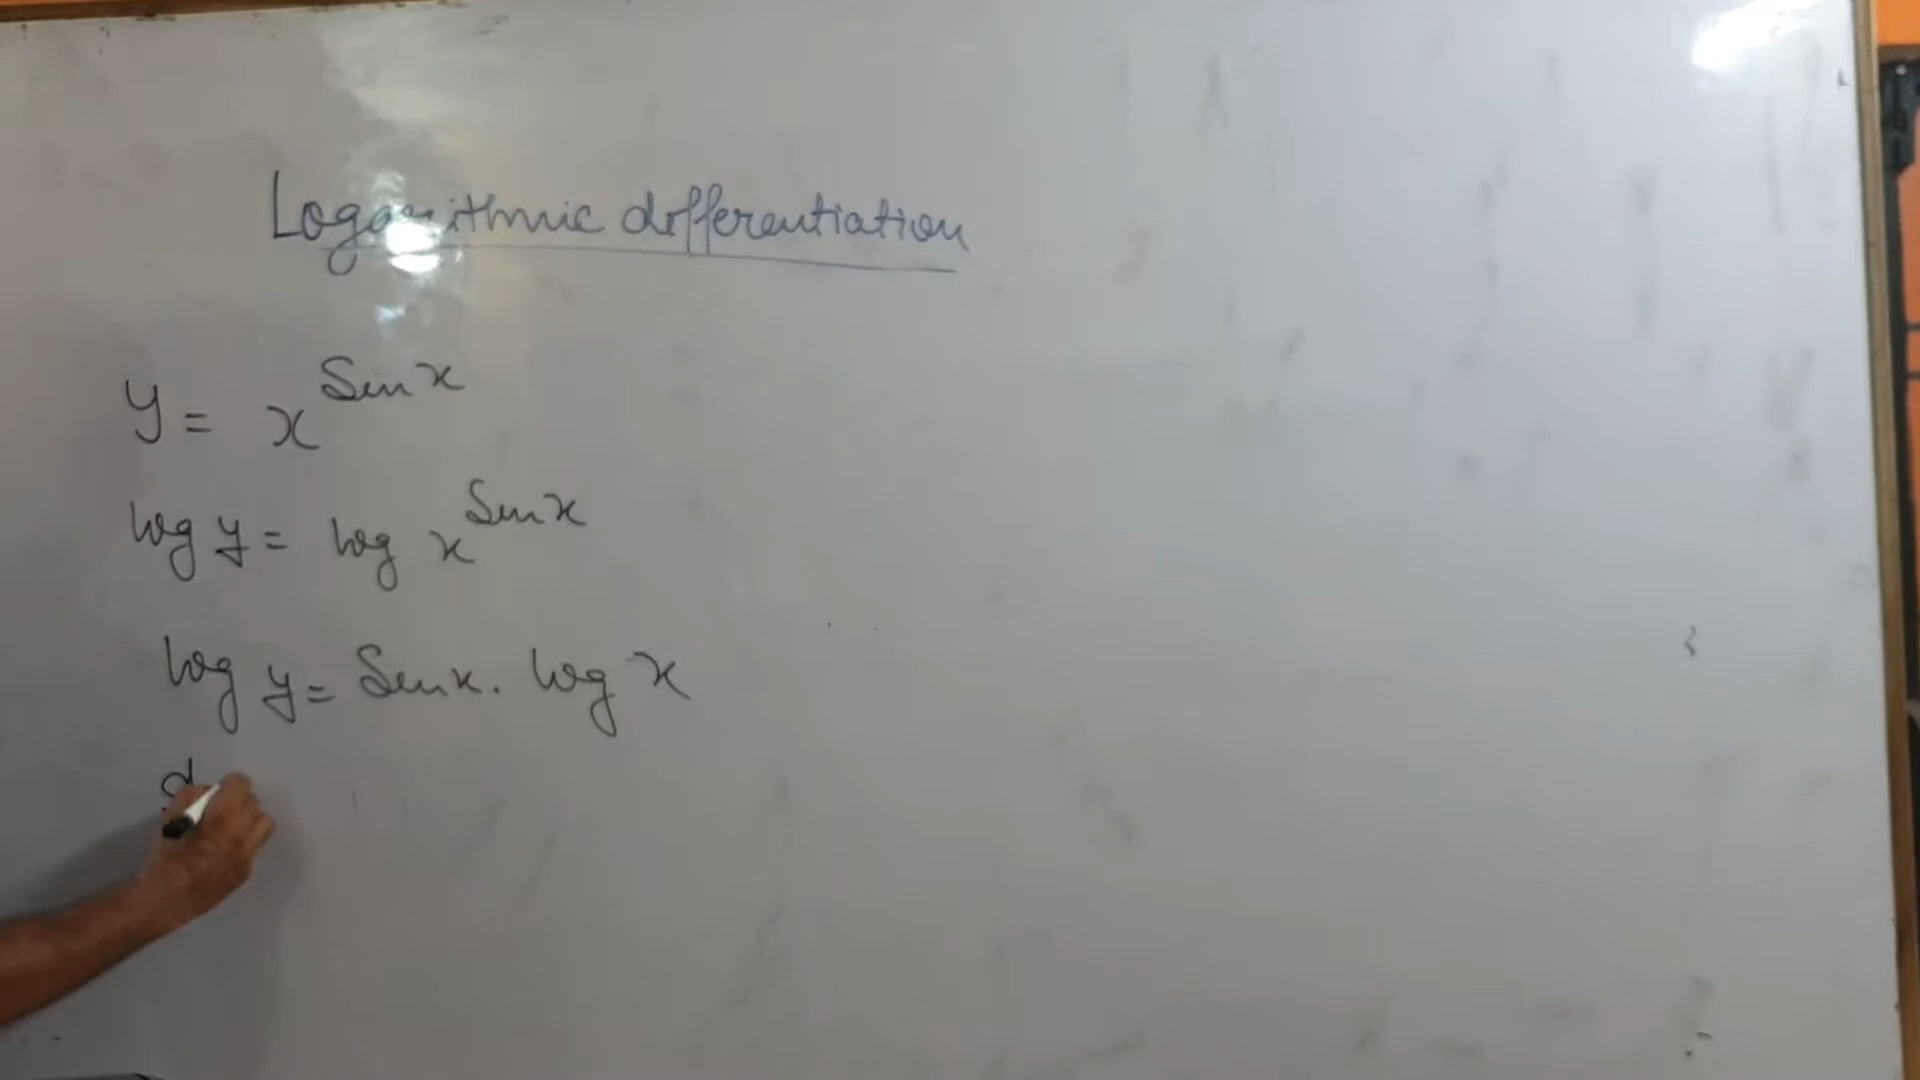 Logarithmic differentiation
y = x^Sin x
log y = log x^Sin x
log y = Sin x . log x
d